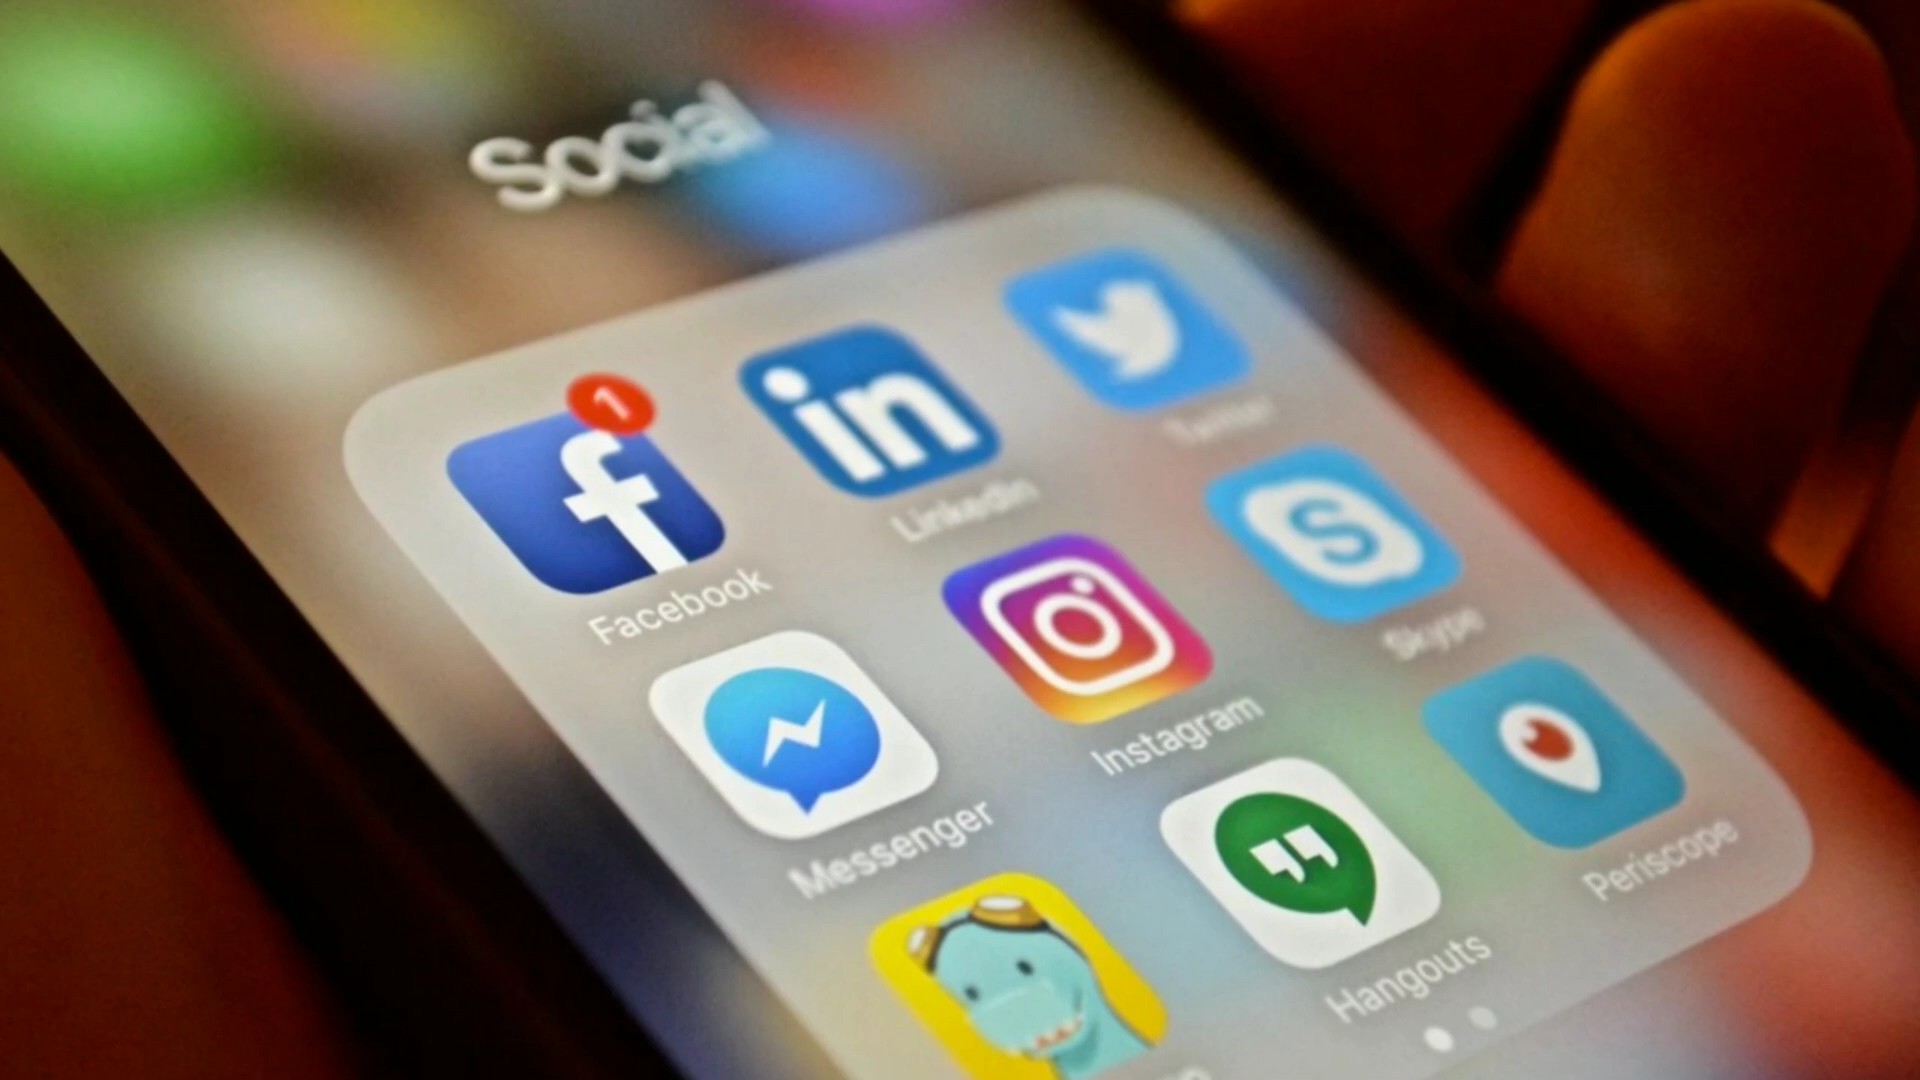 Social
1
in
Facebook
LinkedIn
Twitter
Messenger
Instagram
Skype
Hangouts
Periscope